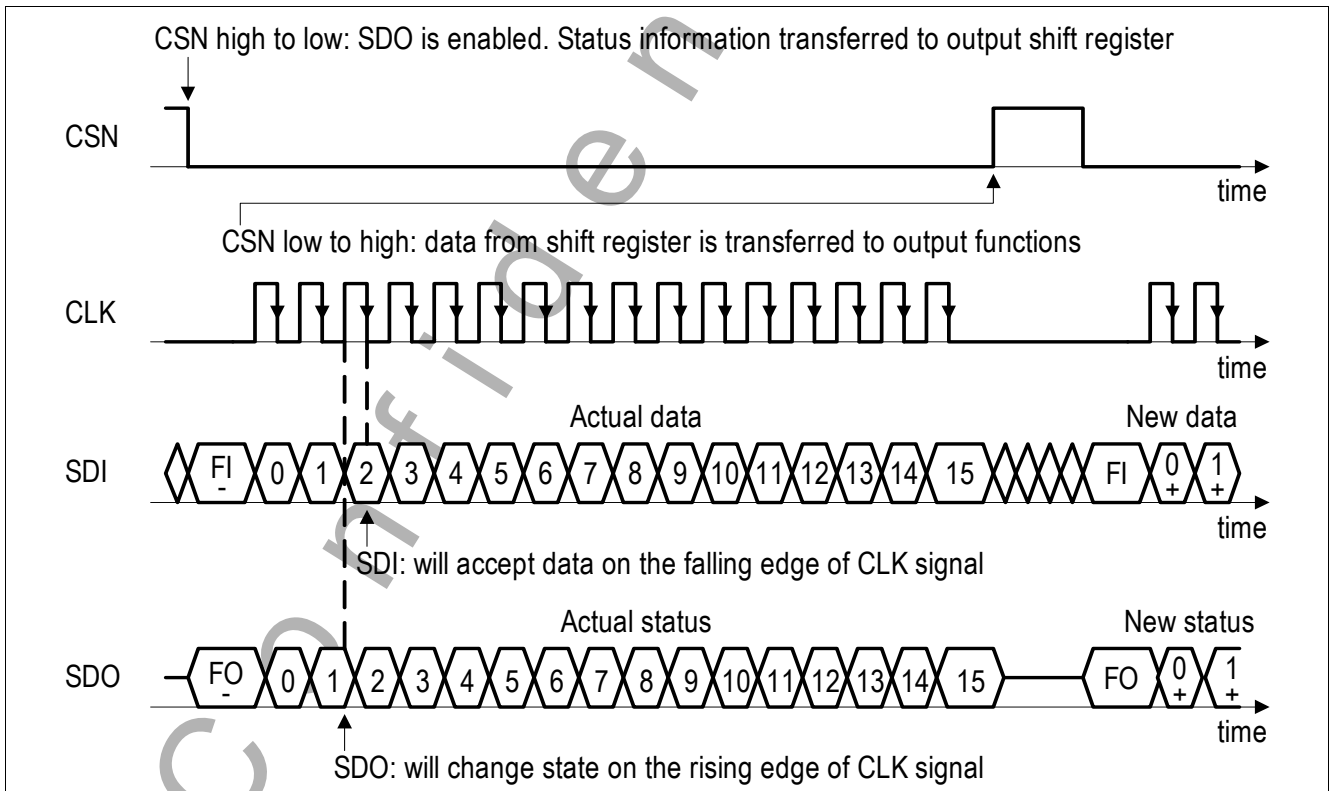 CSN high to low: SDO is enabled. Status information transferred to output shift register
CSN
time
CSN low to high: data from shift register is transferred to output functions
CLK
time
Actual data
New data
SDI
FI
-
0 1 2 3 4 5 6 7 8 9 10 11 12 13 14 15
FI
0
+
1
+
time
SDI: will accept data on the falling edge of CLK signal
Actual status
New status
SDO
FO
-
0 1 2 3 4 5 6 7 8 9 10 11 12 13 14 15
FO
0
+
1
+
time
SDO: will change state on the rising edge of CLK signal
Confiden